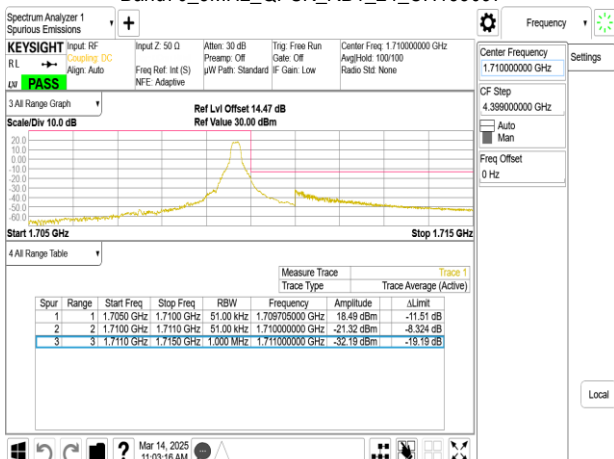 Spectrum Analyzer 1
Spurious Emissions
+
Frequency
KEYSIGHT
RL
PASS
Input: RF
Coupling: DC
Align: Auto
Input Z: 50 Ω
Freq Ref: Int (S)
NFE: Adaptive
Atten: 30 dB
Preamp: Off
µW Path: Standard
Trig: Free Run
Gate: Off
IF Gain: Low
Center Freq: 1.710000000 GHz
Avg|Hold: 100/100
Radio Std: None
Center Frequency
1.710000000 GHz
Settings
CF Step
4.399000000 GHz
Auto
Man
Freq Offset
0 Hz
3 All Range Graph
Scale/Div 10.0 dB
Ref Lvl Offset 14.47 dB
Ref Value 30.00 dBm
20.0
10.0
0.00
-10.0
-20.0
-30.0
-40.0
-50.0
-60.0
Start 1.705 GHz
Stop 1.715 GHz
4 All Range Table
Measure Trace Trace 1
Trace Type Trace Average (Active)
Spur Range Start Freq Stop Freq RBW Frequency Amplitude ΔLimit
1 1 1.7050 GHz 1.7100 GHz 51.00 kHz 1.709705000 GHz 18.49 dBm -11.51 dB
2 2 1.7100 GHz 1.7110 GHz 51.00 kHz 1.710000000 GHz -21.32 dBm -8.324 dB
3 3 1.7110 GHz 1.7150 GHz 1.000 MHz 1.711000000 GHz -32.19 dBm -19.19 dB
Local
?
Mar 14, 2025
11:03:16 AM